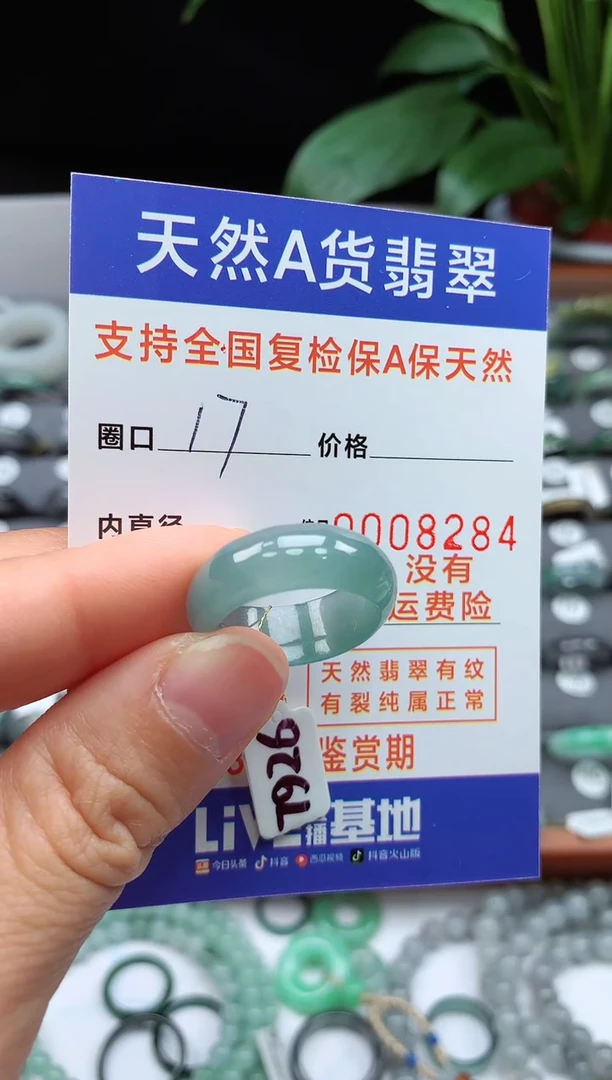 天然A货翡翠
支持全国复检保A保天然
圈口 17 价格
内直径 0008284
没有
运费险
天然翡翠有纹
有裂纯属正常
鉴赏期
T926
LiVE 播 基地
今日头条 抖音 西瓜视频 抖音火山版